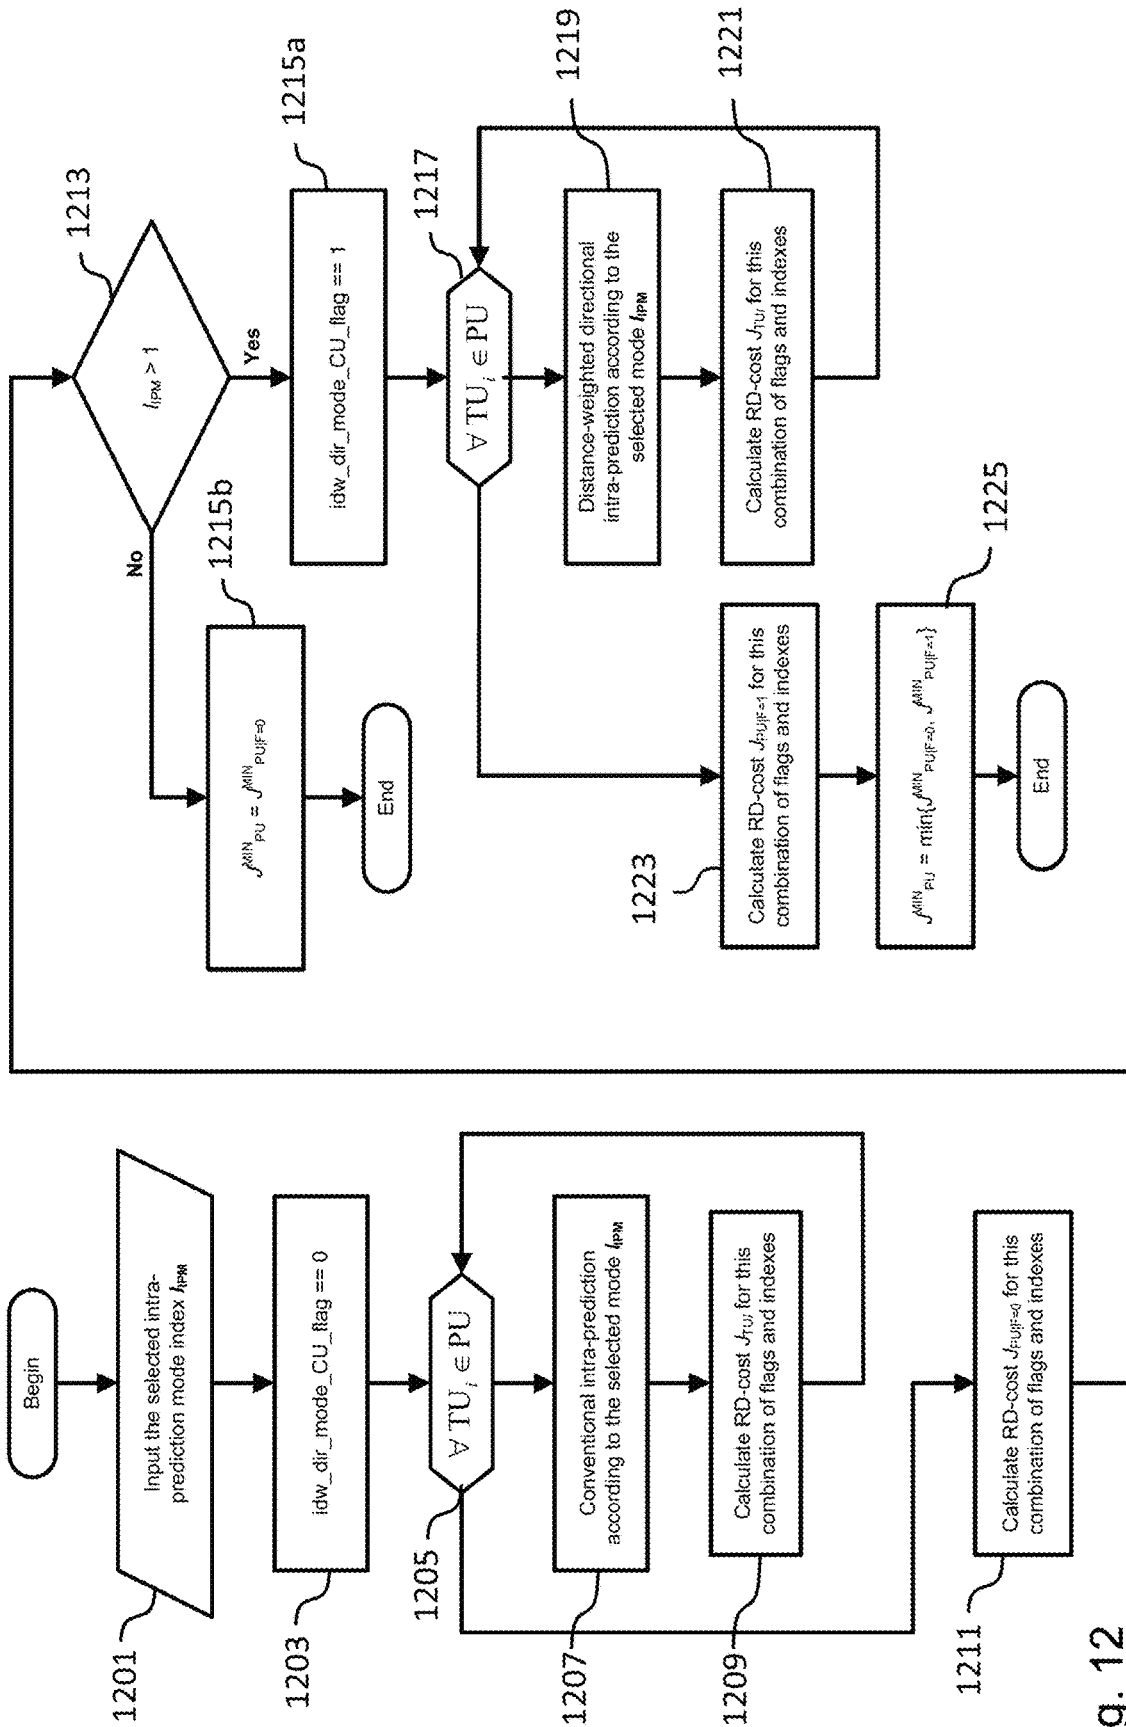 Begin
Input the selected intra-
prediction mode index IIPM
1201
idw_dir_mode_CU_flag == 0
1203
∀ TUi ∈ PU
1205
Conventional intra-prediction
according to the selected mode IIPM
1207
Calculate RD-cost JTUi for this
combination of flags and indexes
1209
Calculate RD-cost JPU|F=0 for this
combination of flags and indexes
1211
IIPM > 1
1213
No
Yes
JMINPU = JMINPU|F=0
1215b
End
idw_dir_mode_CU_flag == 1
1215a
∀ TUi ∈ PU
1217
Distance-weighted directional
intra-prediction according to the
selected mode IIPM
1219
Calculate RD-cost JTUi for this
combination of flags and indexes
1221
Calculate RD-cost JPU|F=1 for this
combination of flags and indexes
1223
JMINPU = min{JMINPU|F=0, JMINPU|F=1}
1225
End
g. 12